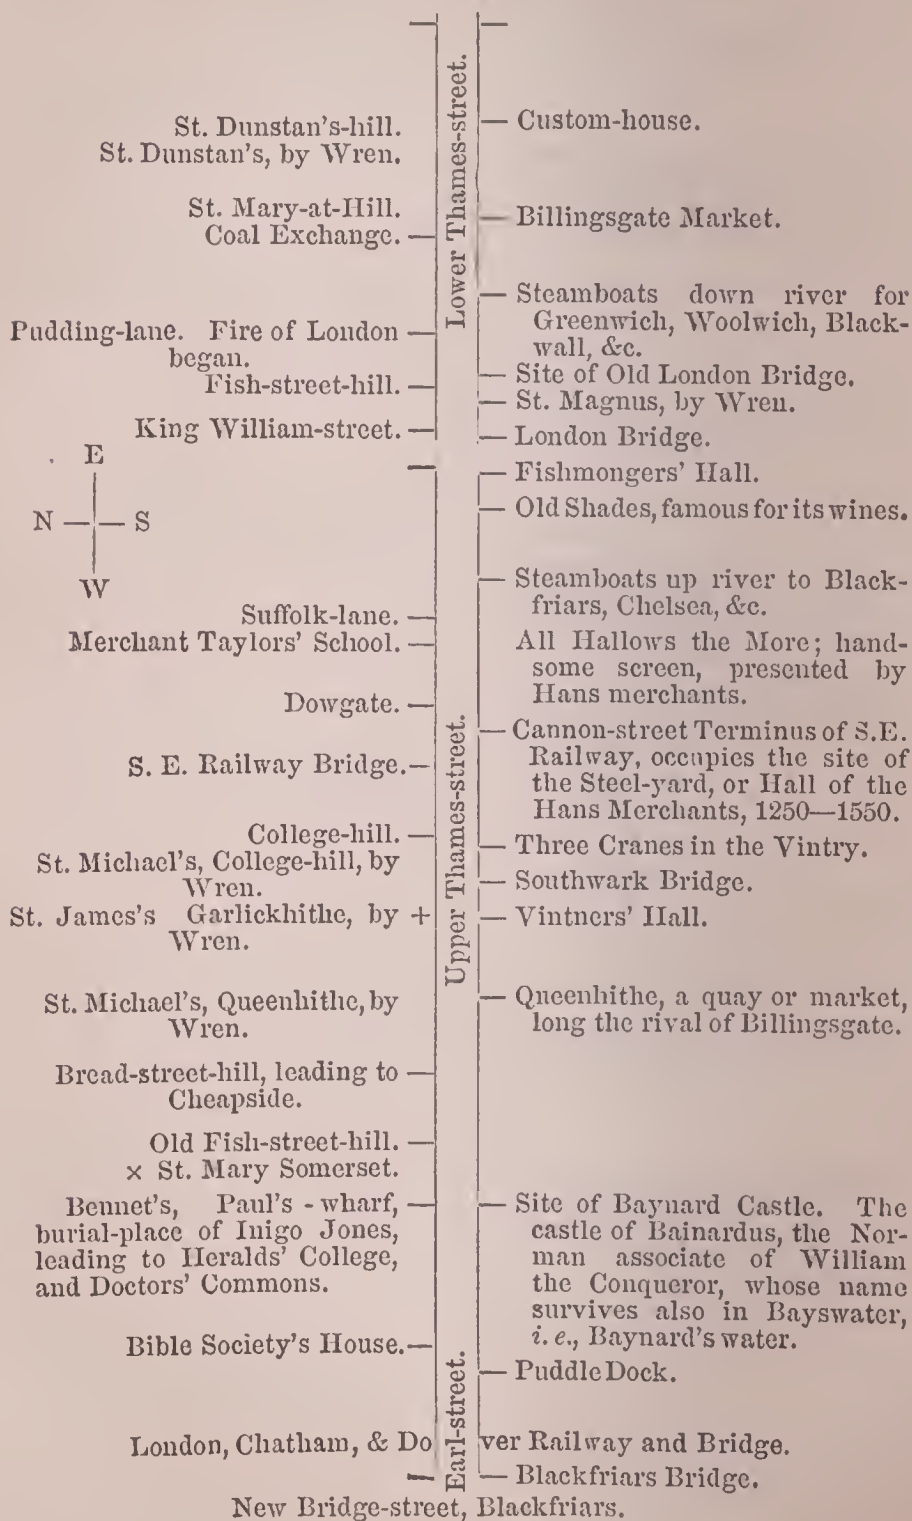 St. Dunstan's-hill.
St. Dunstan's, by Wren.
St. Mary-at-Hill.
Coal Exchange.
Pudding-lane. Fire of London
began.
Fish-street-hill.
King William-street.
E
N S
W
Suffolk-lane.
Merchant Taylors' School.
Dowgate.
S. E. Railway Bridge.
College-hill.
St. Michael's, College-hill, by
Wren.
St. James's Garlickhithe, by +
Wren.
St. Michael's, Queenhithe, by
Wren.
Bread-street-hill, leading to
Cheapside.
Old Fish-street-hill.
× St. Mary Somerset.
Bennet's, Paul's-wharf,
burial-place of Inigo Jones,
leading to Heralds' College,
and Doctors' Commons.
Bible Society's House.
Lower Thames-street.
Upper Thames-street.
Earl-street.
Custom-house.
Billingsgate Market.
Steamboats down river for
Greenwich, Woolwich, Black-
wall, &c.
Site of Old London Bridge.
St. Magnus, by Wren.
London Bridge.
Fishmongers' Hall.
Old Shades, famous for its wines.
Steamboats up river to Black-
friars, Chelsea, &c.
All Hallows the More; hand-
some screen, presented by
Hans merchants.
Cannon-street Terminus of S.E.
Railway, occupies the site of
the Steel-yard, or Hall of the
Hans Merchants, 1250—1550.
Three Cranes in the Vintry.
Southwark Bridge.
Vintners' Hall.
Queenhithe, a quay or market,
long the rival of Billingsgate.
Site of Baynard Castle. The
castle of Bainardus, the Nor-
man associate of William
the Conqueror, whose name
survives also in Bayswater,
i. e., Baynard's water.
Puddle Dock.
London, Chatham, & Dover Railway and Bridge.
Blackfriars Bridge.
New Bridge-street, Blackfriars.